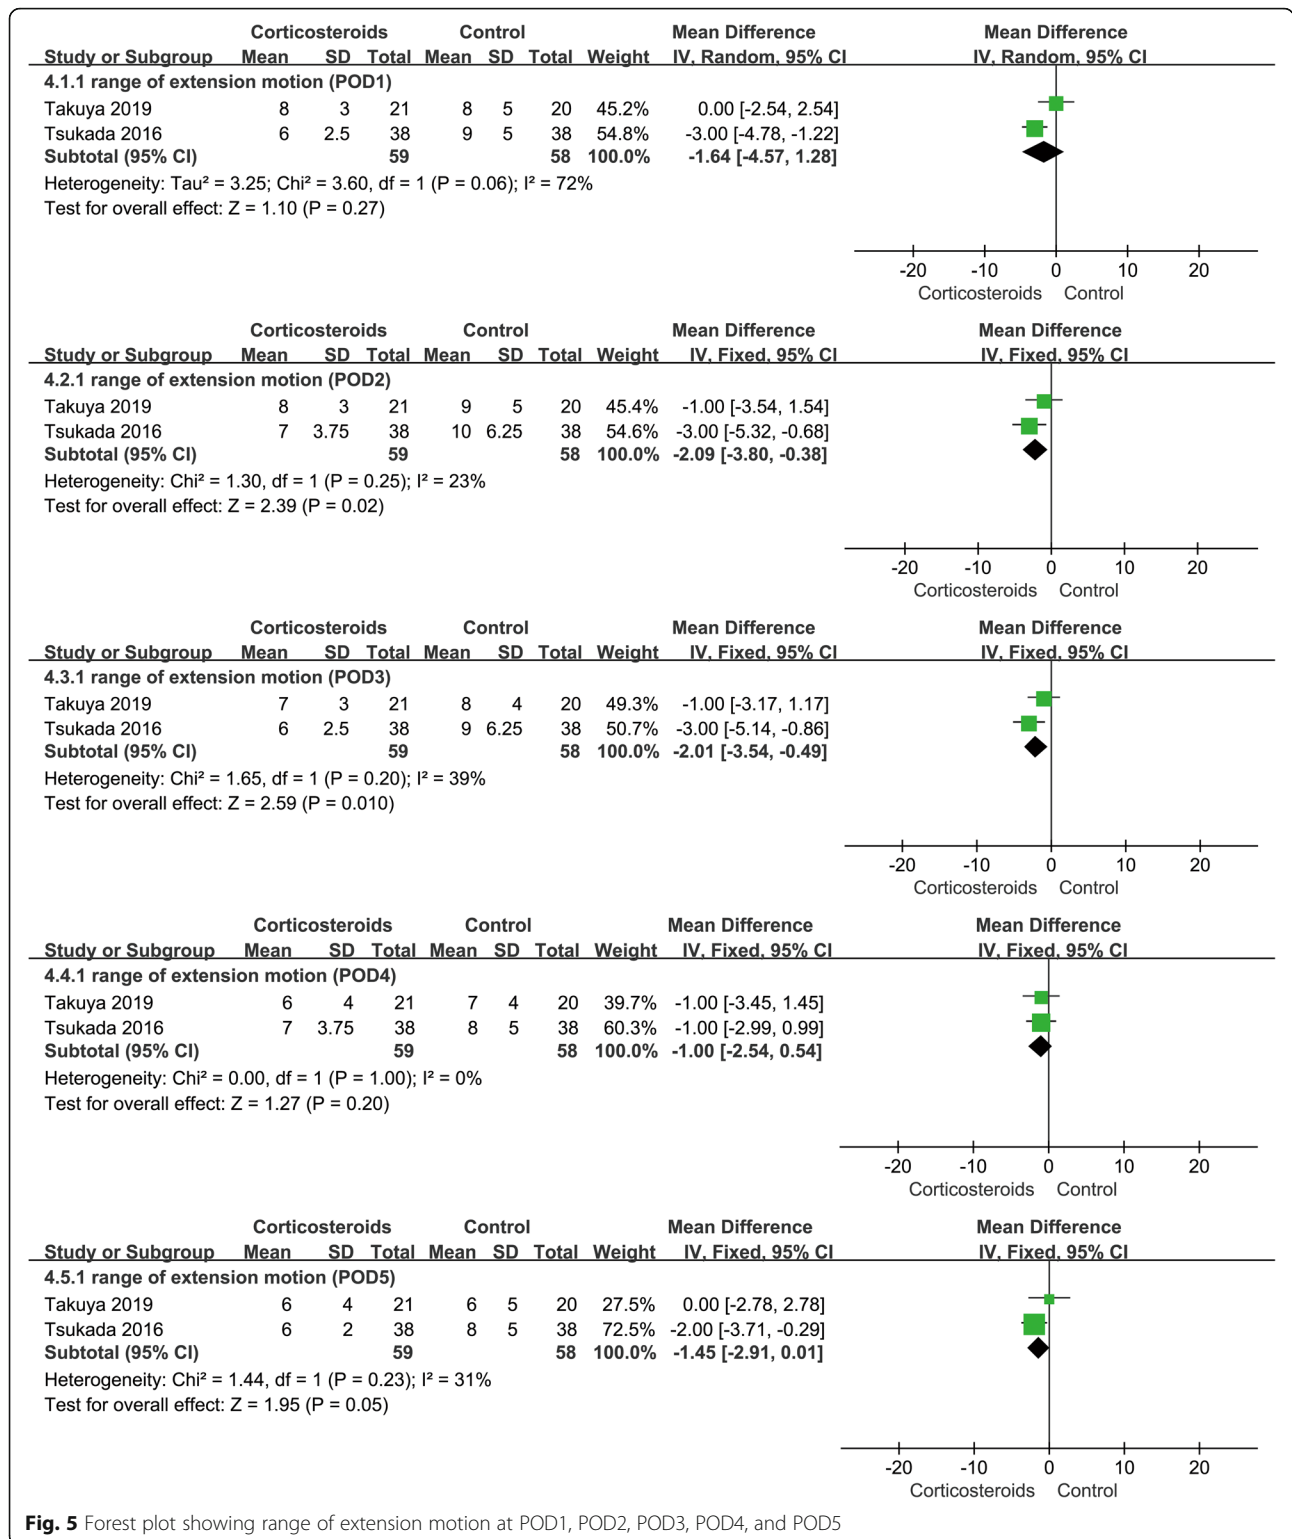 Corticosteroids Control Mean Difference Mean Difference
Study or Subgroup Mean SD Total Mean SD Total Weight IV, Random, 95% CI IV, Random, 95% CI
4.1.1 range of extension motion (POD1)
Takuya 2019 8 3 21 8 5 20 45.2% 0.00 [-2.54, 2.54]
Tsukada 2016 6 2.5 38 9 5 38 54.8% -3.00 [-4.78, -1.22]
Subtotal (95% CI) 59 58 100.0% -1.64 [-4.57, 1.28]
Heterogeneity: Tau² = 3.25; Chi² = 3.60, df = 1 (P = 0.06); I² = 72%
Test for overall effect: Z = 1.10 (P = 0.27)
-20 -10 0 10 20
Corticosteroids Control
Corticosteroids Control Mean Difference Mean Difference
Study or Subgroup Mean SD Total Mean SD Total Weight IV, Fixed, 95% CI IV, Fixed, 95% CI
4.2.1 range of extension motion (POD2)
Takuya 2019 8 3 21 9 5 20 45.4% -1.00 [-3.54, 1.54]
Tsukada 2016 7 3.75 38 10 6.25 38 54.6% -3.00 [-5.32, -0.68]
Subtotal (95% CI) 59 58 100.0% -2.09 [-3.80, -0.38]
Heterogeneity: Chi² = 1.30, df = 1 (P = 0.25); I² = 23%
Test for overall effect: Z = 2.39 (P = 0.02)
-20 -10 0 10 20
Corticosteroids Control
Corticosteroids Control Mean Difference Mean Difference
Study or Subgroup Mean SD Total Mean SD Total Weight IV, Fixed, 95% CI IV, Fixed, 95% CI
4.3.1 range of extension motion (POD3)
Takuya 2019 7 3 21 8 4 20 49.3% -1.00 [-3.17, 1.17]
Tsukada 2016 6 2.5 38 9 6.25 38 50.7% -3.00 [-5.14, -0.86]
Subtotal (95% CI) 59 58 100.0% -2.01 [-3.54, -0.49]
Heterogeneity: Chi² = 1.65, df = 1 (P = 0.20); I² = 39%
Test for overall effect: Z = 2.59 (P = 0.010)
-20 -10 0 10 20
Corticosteroids Control
Corticosteroids Control Mean Difference Mean Difference
Study or Subgroup Mean SD Total Mean SD Total Weight IV, Fixed, 95% CI IV, Fixed, 95% CI
4.4.1 range of extension motion (POD4)
Takuya 2019 6 4 21 7 4 20 39.7% -1.00 [-3.45, 1.45]
Tsukada 2016 7 3.75 38 8 5 38 60.3% -1.00 [-2.99, 0.99]
Subtotal (95% CI) 59 58 100.0% -1.00 [-2.54, 0.54]
Heterogeneity: Chi² = 0.00, df = 1 (P = 1.00); I² = 0%
Test for overall effect: Z = 1.27 (P = 0.20)
-20 -10 0 10 20
Corticosteroids Control
Corticosteroids Control Mean Difference Mean Difference
Study or Subgroup Mean SD Total Mean SD Total Weight IV, Fixed, 95% CI IV, Fixed, 95% CI
4.5.1 range of extension motion (POD5)
Takuya 2019 6 4 21 6 5 20 27.5% 0.00 [-2.78, 2.78]
Tsukada 2016 6 2 38 8 5 38 72.5% -2.00 [-3.71, -0.29]
Subtotal (95% CI) 59 58 100.0% -1.45 [-2.91, 0.01]
Heterogeneity: Chi² = 1.44, df = 1 (P = 0.23); I² = 31%
Test for overall effect: Z = 1.95 (P = 0.05)
-20 -10 0 10 20
Corticosteroids Control
Fig. 5 Forest plot showing range of extension motion at POD1, POD2, POD3, POD4, and POD5